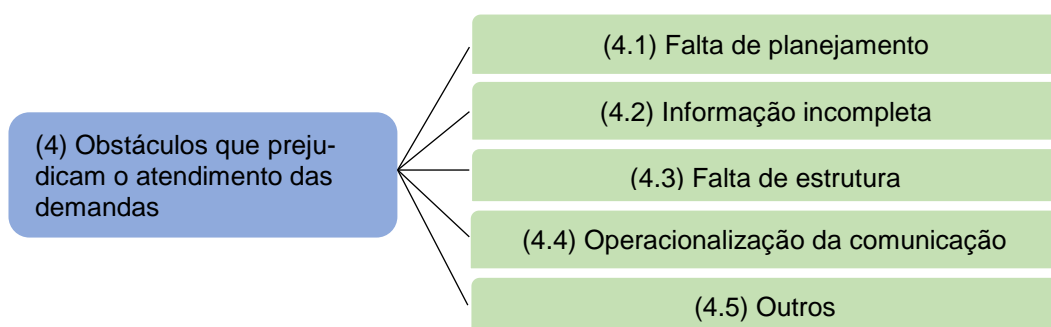 (4) Obstáculos que preju-
dicam o atendimento das
demandas
(4.1) Falta de planejamento
(4.2) Informação incompleta
(4.3) Falta de estrutura
(4.4) Operacionalização da comunicação
(4.5) Outros